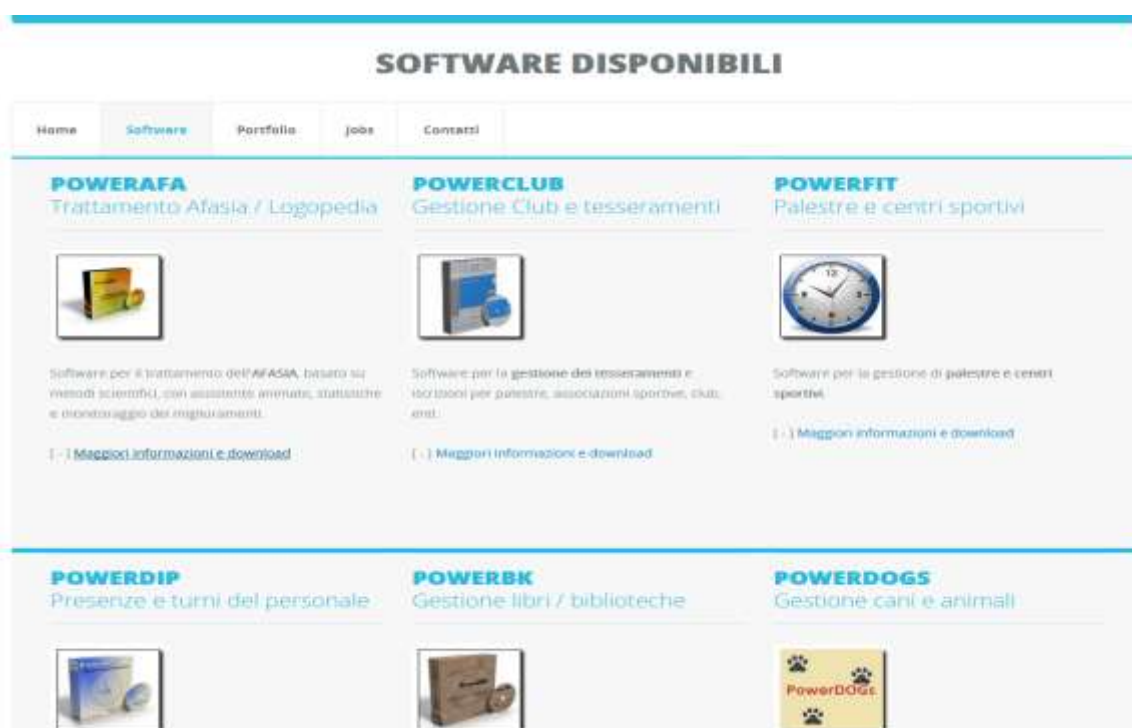 SOFTWARE DISPONIBILI
Home Software Portfolio Jobs Contatti
POWERAFA
Trattamento Afasia / Logopedia
Software per il trattamento dell'AFASIA, basato su
metodi scientifici, con assistente animato, statistiche
e monitoraggio dei miglioramenti.
[ - ] Maggiori informazioni e download
POWERCLUB
Gestione Club e tesseramenti
Software per la gestione dei tesseramenti e
iscrizioni per palestre, associazioni sportive, club,
enti.
[ - ] Maggiori informazioni e download
POWERFIT
Palestre e centri sportivi
12
3
Software per la gestione di palestre e centri
sportivi.
[ - ] Maggiori informazioni e download
POWERDIP
Presenze e turni del personale
POWERBK
Gestione libri / biblioteche
POWERDOGS
Gestione cani e animali
PowerDOGs